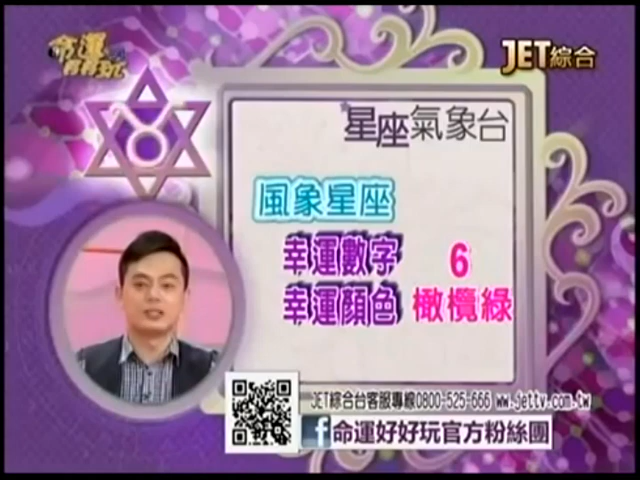 命運好好玩
JET綜合
星座氣象台
風象星座
幸運數字 6
幸運顏色 橄欖綠
JET綜合台客服專線0800-525-666 www.jettv.com.tw
f命運好好玩官方粉絲團